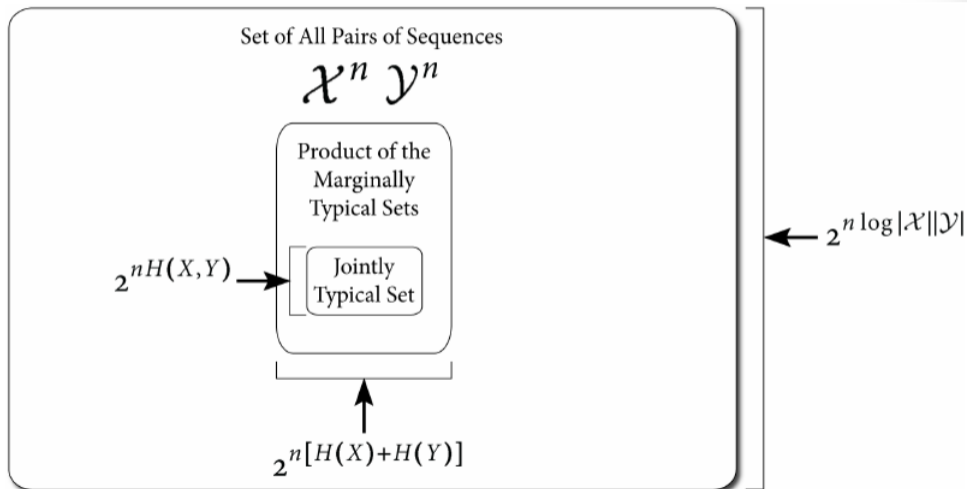 Set of All Pairs of Sequences
𝒳ⁿ 𝒴ⁿ
Product of the
Marginally
Typical Sets
2^{n log|𝒳||𝒴|}
Jointly
Typical Set
2^{nH(X,Y)}
2^{n[H(X)+H(Y)]}